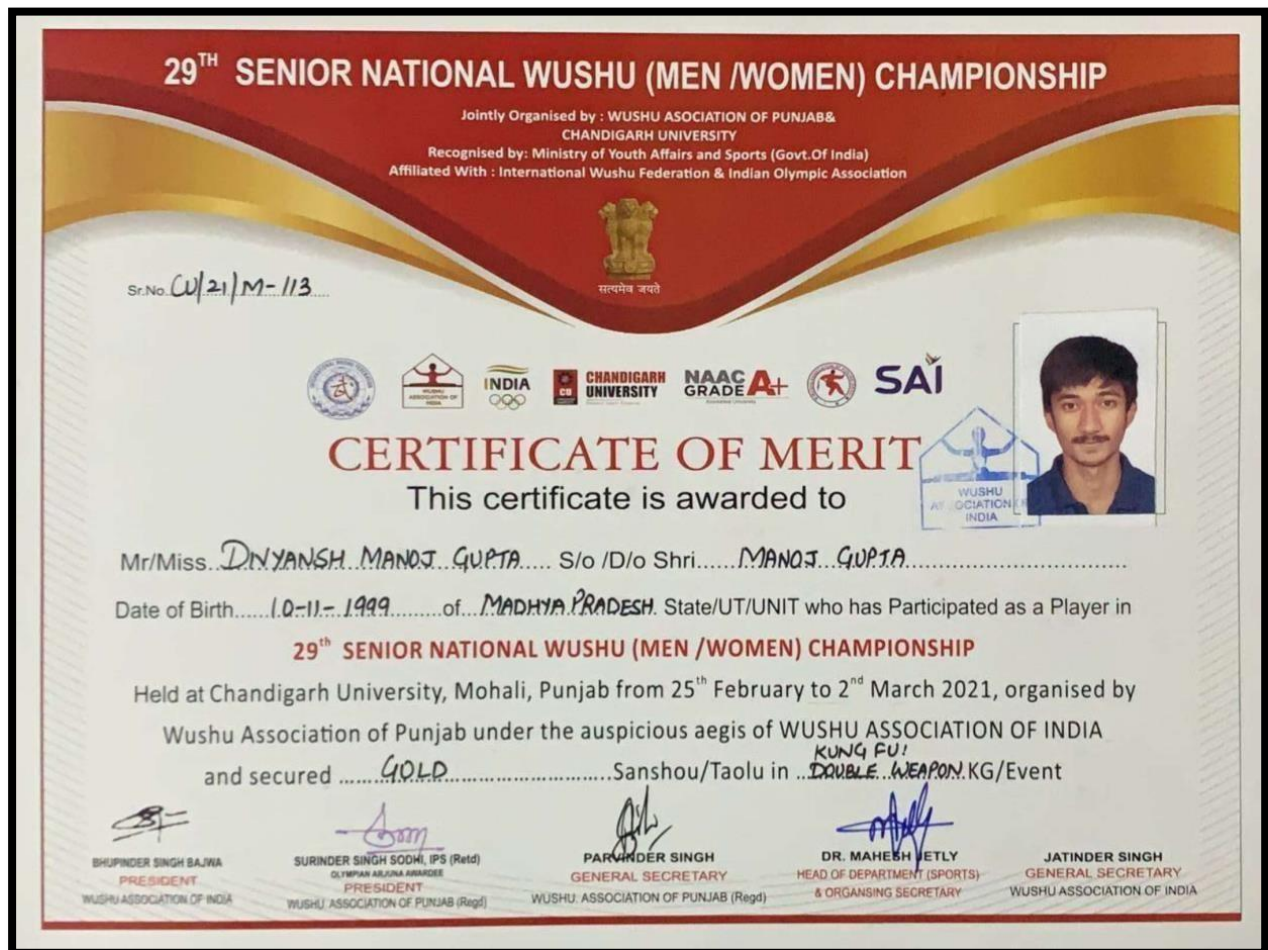 29TH SENIOR NATIONAL WUSHU (MEN /WOMEN) CHAMPIONSHIP
Jointly Organised by : WUSHU ASOCIATION OF PUNJAB&
CHANDIGARH UNIVERSITY
Recognised by: Ministry of Youth Affairs and Sports (Govt.Of India)
Affiliated With : International Wushu Federation & Indian Olympic Association
सत्यमेव जयते
Sr.No. CU/21/M-113
WUSHU ASSOCIATION OF INDIA
INDIA
CU CHANDIGARH UNIVERSITY
NAAC GRADE A+
SAI
CERTIFICATE OF MERIT
This certificate is awarded to
WUSHU
INDIA
Mr/Miss. DIVYANSH MANOJ GUPTA..... S/o /D/o Shri...... MANOJ GUPTA..............................
Date of Birth...... 10-11-1999.........of... MADHYA PRADESH. State/UT/UNIT who has Participated as a Player in
29th SENIOR NATIONAL WUSHU (MEN /WOMEN) CHAMPIONSHIP
Held at Chandigarh University, Mohali, Punjab from 25th February to 2nd March 2021, organised by
Wushu Association of Punjab under the auspicious aegis of WUSHU ASSOCIATION OF INDIA
KUNG FU!
and secured ...... GOLD..............................Sanshou/Taolu in ..DOUBLE WEAPON.KG/Event
BHUPINDER SINGH BAJWA
PRESIDENT
WUSHU ASSOCIATION OF INDIA
SURINDER SINGH SODHI, IPS (Retd)
OLYMPIAN ARJUNA AWARDEE
PRESIDENT
WUSHU ASSOCIATION OF PUNJAB (Regd)
PARVINDER SINGH
GENERAL SECRETARY
WUSHU ASSOCIATION OF PUNJAB (Regd)
DR. MAHESH JETLY
HEAD OF DEPARTMENT (SPORTS)
& ORGANSING SECRETARY
JATINDER SINGH
GENERAL SECRETARY
WUSHU ASSOCIATION OF INDIA